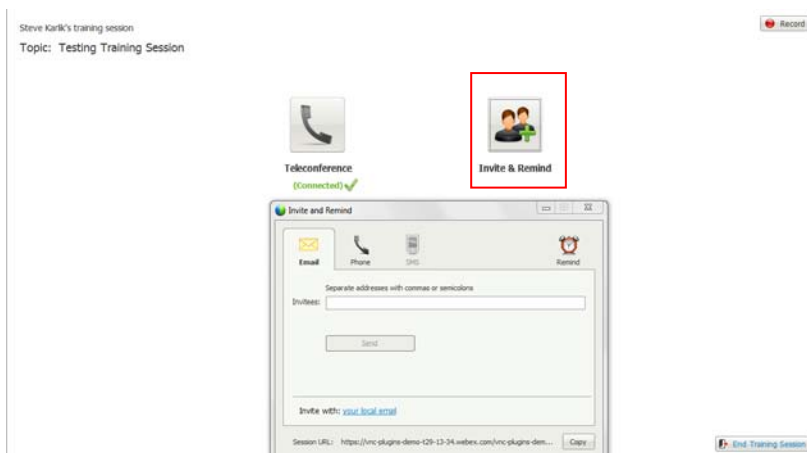 Steve Karlik's training session
Record
Topic: Testing Training Session
Teleconference
(Connected)
Invite & Remind
Invite and Remind
Email
Phone
SMS
Remind
Separate addresses with commas or semicolons
Invitees:
Send
Invite with: your local email
Session URL: https://vnc-plugins-demo-t29-13-34.webex.com/vnc-plugins-dem...
Copy
End Training Session